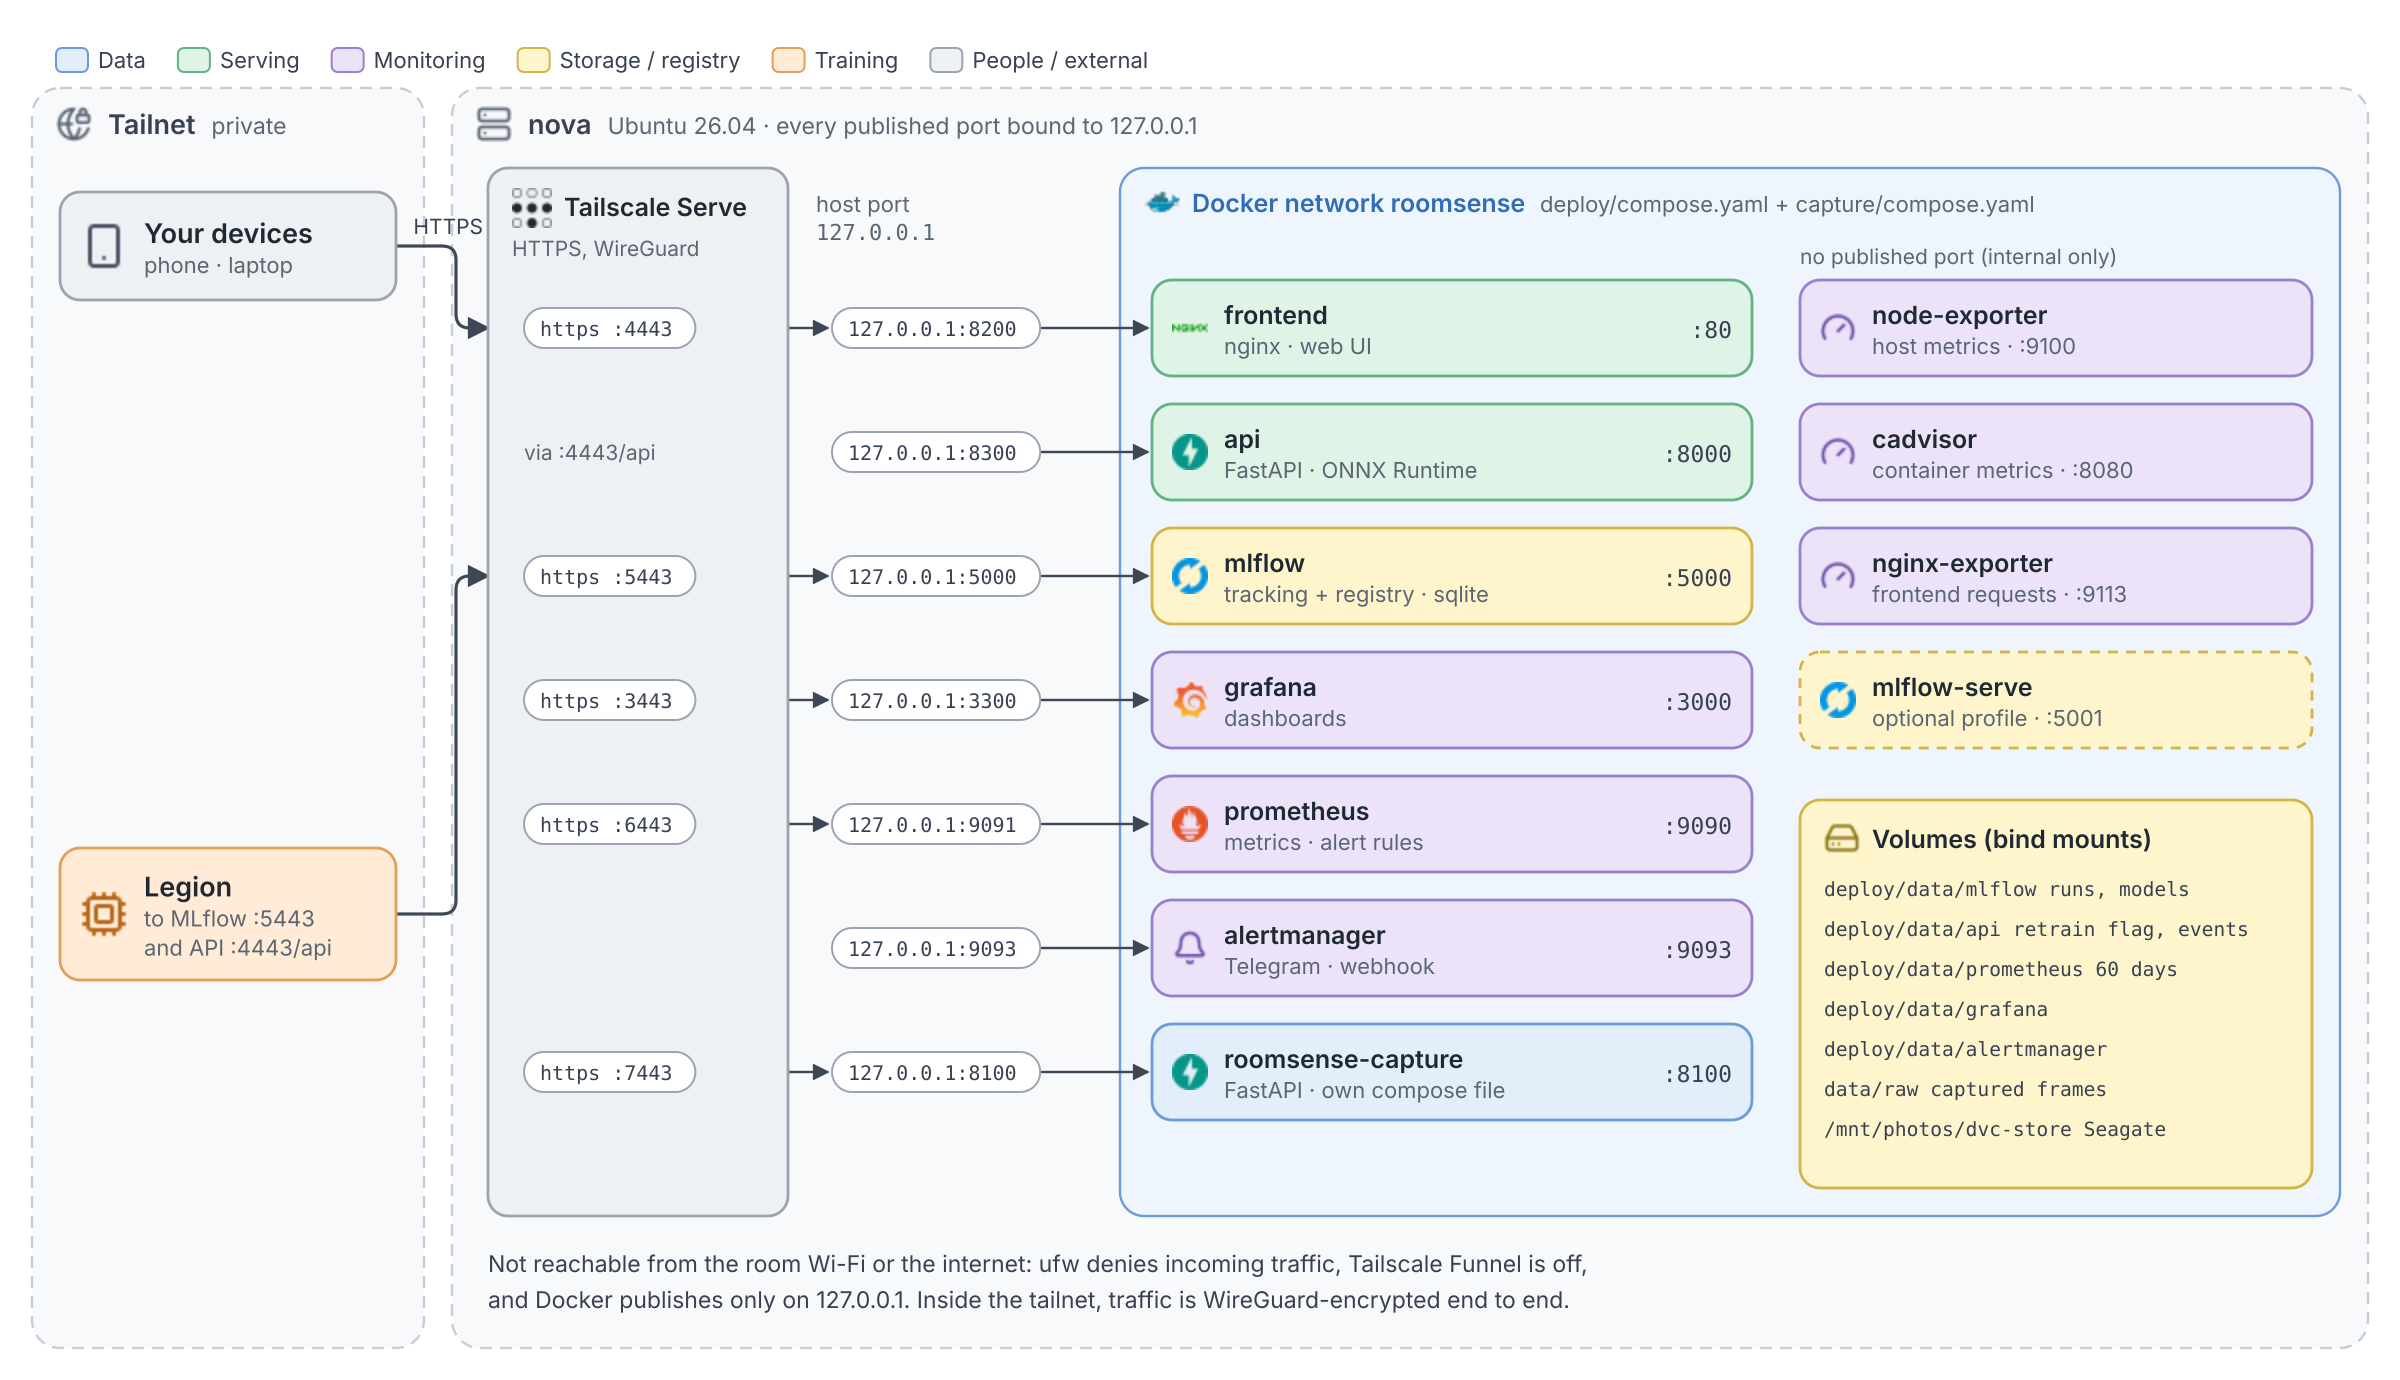 Data
Serving
Monitoring
Storage / registry
Training
People / external
Tailnet private
Your devices
phone · laptop
HTTPS
Legion
to MLflow :5443
and API :4443/api
nova Ubuntu 26.04 · every published port bound to 127.0.0.1
Tailscale Serve
HTTPS, WireGuard
https :4443
via :4443/api
https :5443
https :3443
https :6443
https :7443
host port
127.0.0.1
127.0.0.1:8200
127.0.0.1:8300
127.0.0.1:5000
127.0.0.1:3300
127.0.0.1:9091
127.0.0.1:9093
127.0.0.1:8100
Docker network roomsense deploy/compose.yaml + capture/compose.yaml
NGINX
frontend
nginx · web UI
:80
api
FastAPI · ONNX Runtime
:8000
mlflow
tracking + registry · sqlite
:5000
grafana
dashboards
:3000
prometheus
metrics · alert rules
:9090
alertmanager
Telegram · webhook
:9093
roomsense-capture
FastAPI · own compose file
:8100
no published port (internal only)
node-exporter
host metrics · :9100
cadvisor
container metrics · :8080
nginx-exporter
frontend requests · :9113
mlflow-serve
optional profile · :5001
Volumes (bind mounts)
deploy/data/mlflow runs, models
deploy/data/api retrain flag, events
deploy/data/prometheus 60 days
deploy/data/grafana
deploy/data/alertmanager
data/raw captured frames
/mnt/photos/dvc-store Seagate
Not reachable from the room Wi-Fi or the internet: ufw denies incoming traffic, Tailscale Funnel is off,
and Docker publishes only on 127.0.0.1. Inside the tailnet, traffic is WireGuard-encrypted end to end.